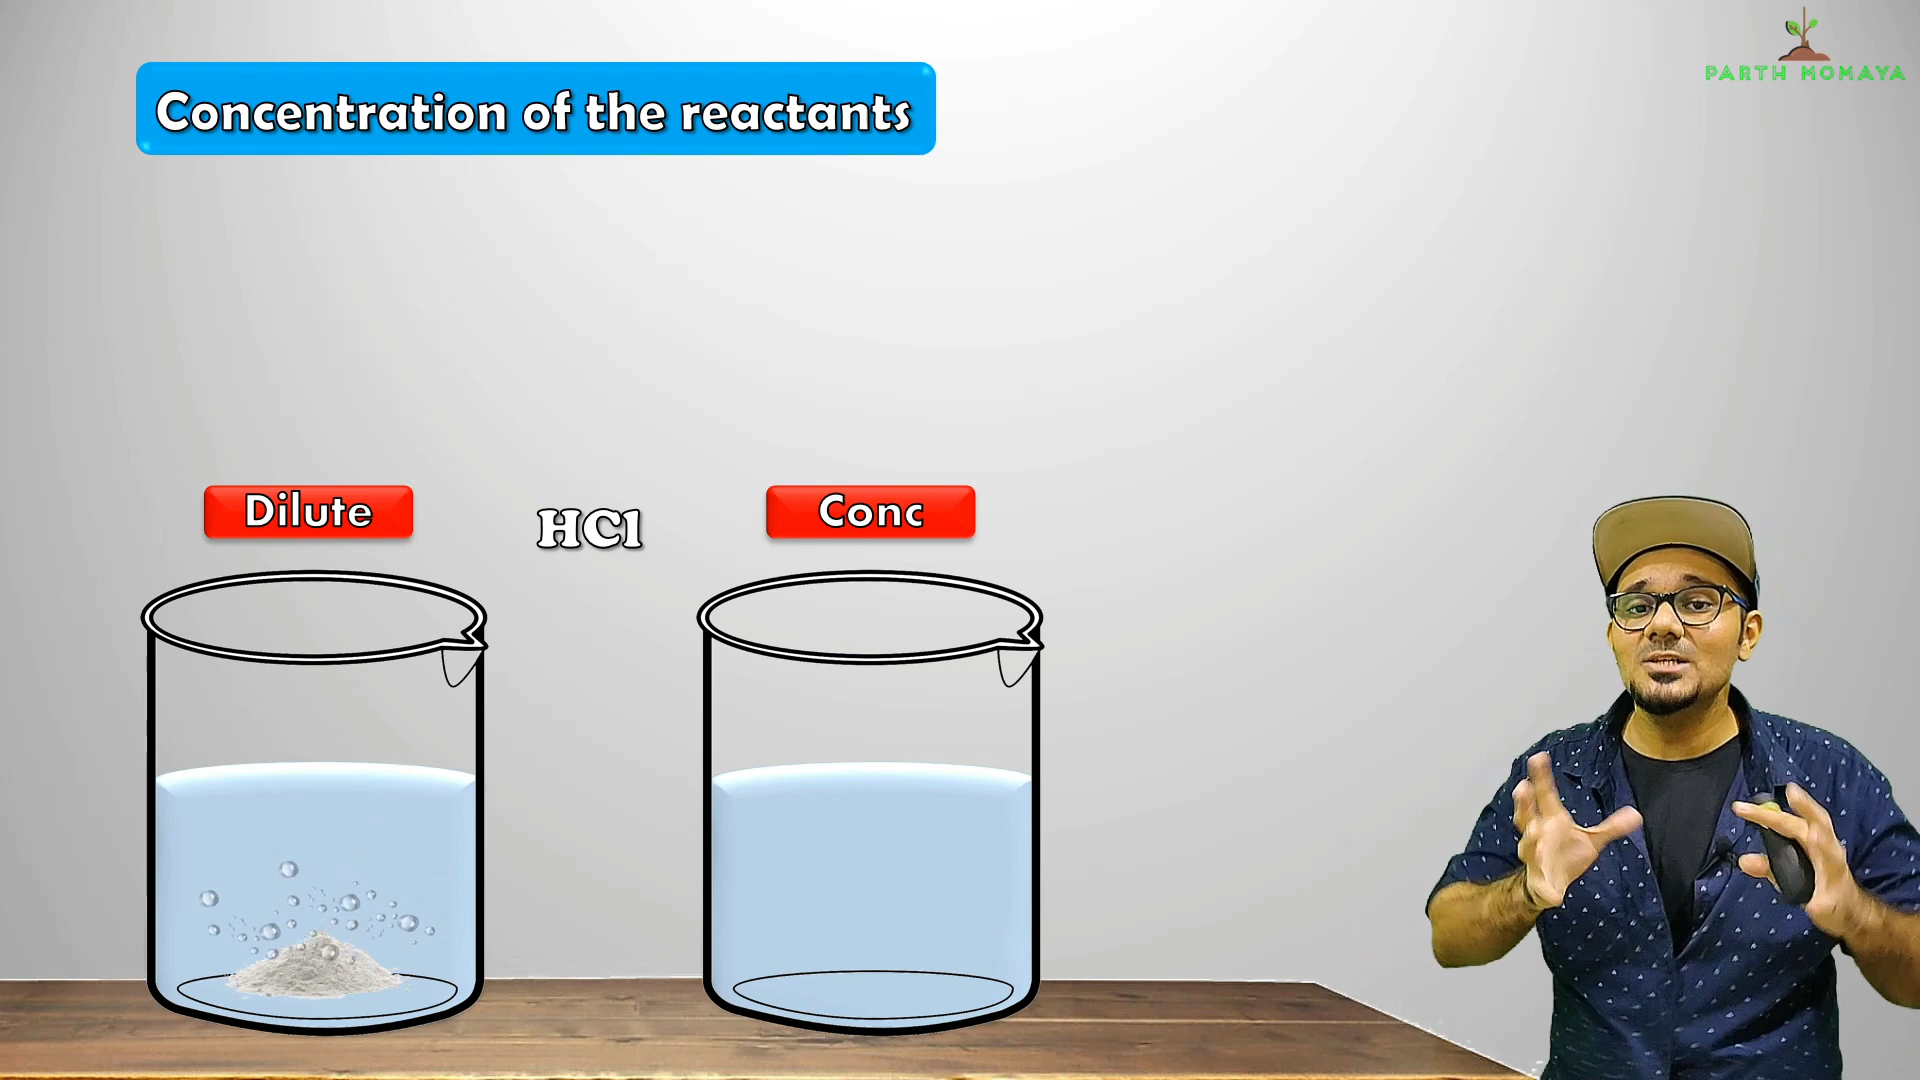 PARTH MOMAYA
Concentration of the reactants
Dilute
HCl
Conc